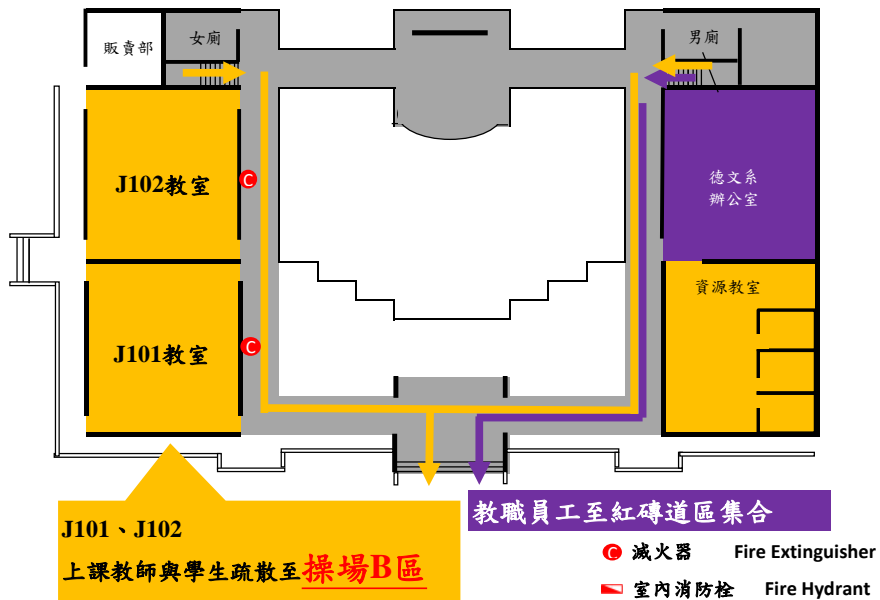 販賣部
女廁
男廁
J102教室
C
德文系
辦公室
資源教室
J101教室
C
J101、J102
上課教師與學生疏散至操場B區
教職員工至紅磚道區集合
C 滅火器 Fire Extinguisher
室內消防栓 Fire Hydrant